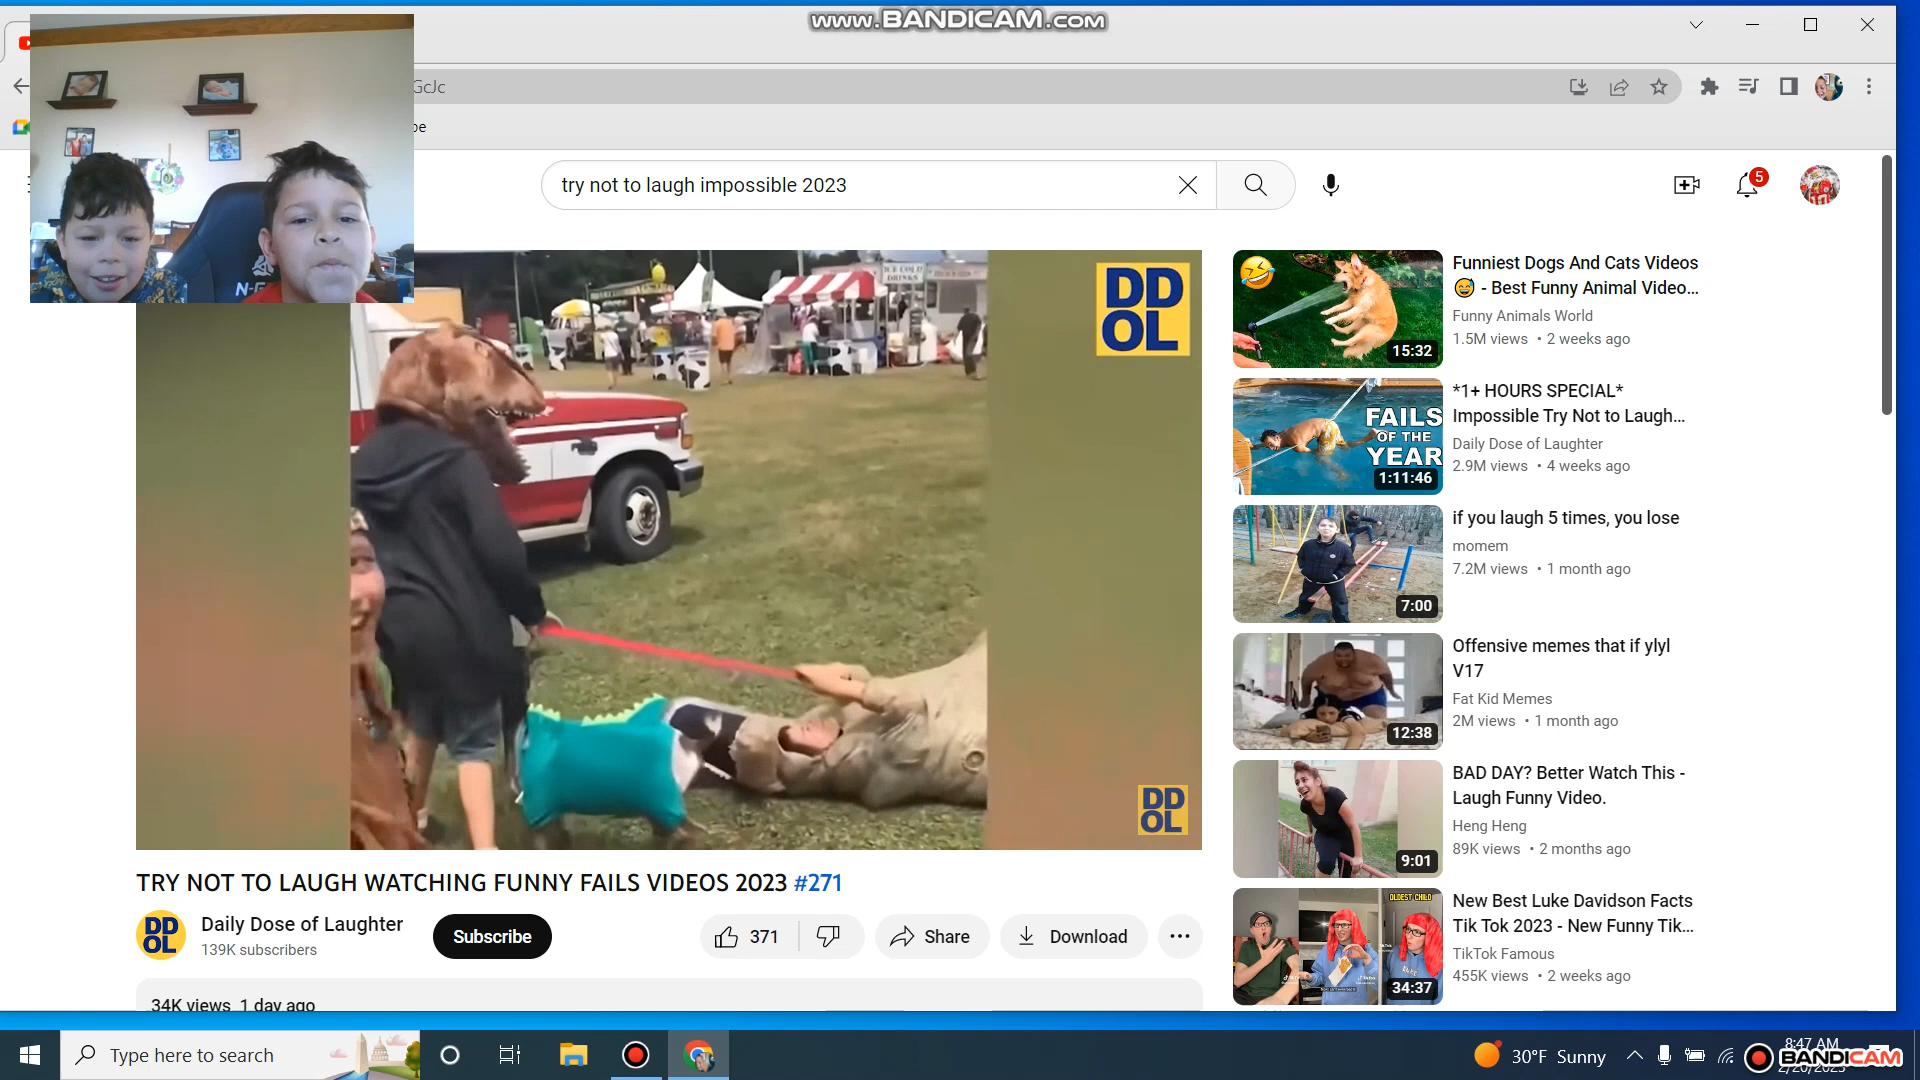 www.BANDICAM.com
GcJc
pe
try not to laugh impossible 2023
5
N-G
ICE COLD
DRINKS
DD
OL
DD
OL
TRY NOT TO LAUGH WATCHING FUNNY FAILS VIDEOS 2023 #271
DD
OL
Daily Dose of Laughter
139K subscribers
Subscribe
371
Share
Download
34K views 1 day ago
Funniest Dogs And Cats Videos
😅 - Best Funny Animal Video...
Funny Animals World
1.5M views • 2 weeks ago
15:32
*1+ HOURS SPECIAL*
Impossible Try Not to Laugh...
Daily Dose of Laughter
2.9M views • 4 weeks ago
FAILS
OF THE
YEAR
1:11:46
if you laugh 5 times, you lose
momem
7.2M views • 1 month ago
7:00
Offensive memes that if ylyl
V17
Fat Kid Memes
2M views • 1 month ago
12:38
BAD DAY? Better Watch This -
Laugh Funny Video.
Heng Heng
89K views • 2 months ago
9:01
New Best Luke Davidson Facts
Tik Tok 2023 - New Funny Tik...
TikTok Famous
455K views • 2 weeks ago
OLDEST CHILD
34:37
Type here to search
30°F Sunny
8:47 AM
BANDICAM